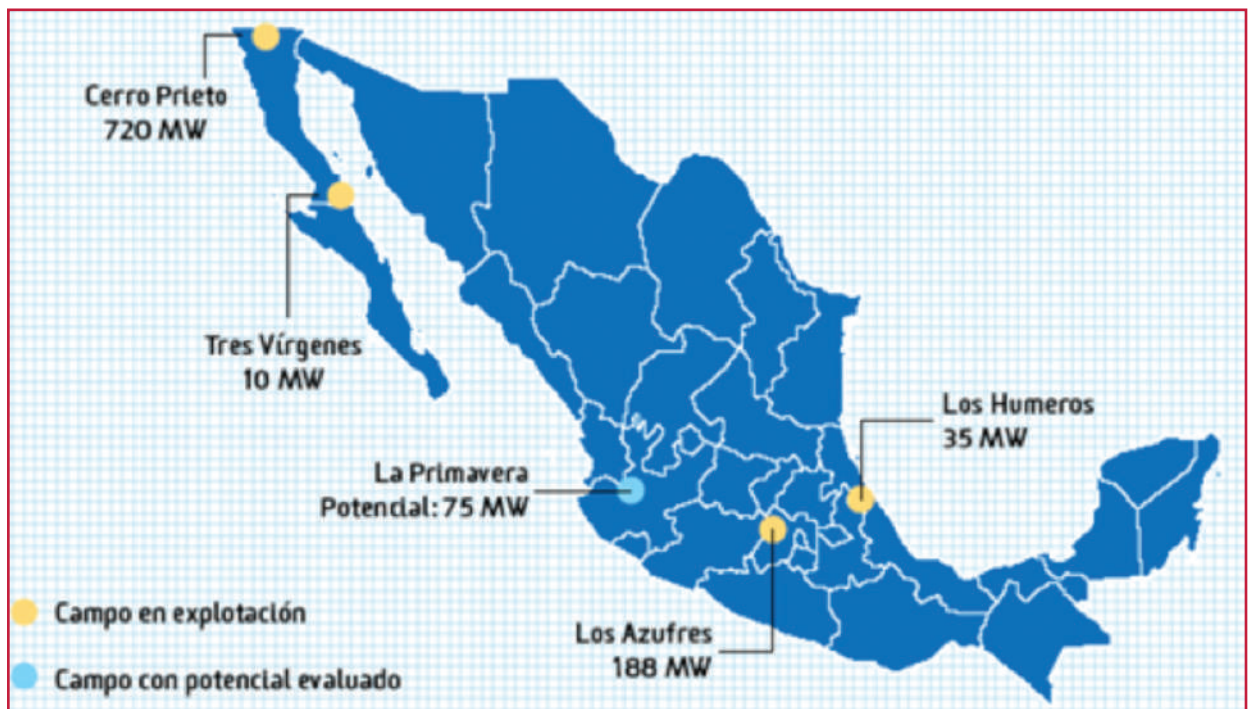 Cerro Prieto
720 MW
Tres Vírgenes
10 MW
Los Humeros
35 MW
La Primavera
Potencial: 75 MW
Los Azufres
188 MW
Campo en explotación
Campo con potencial evaluado